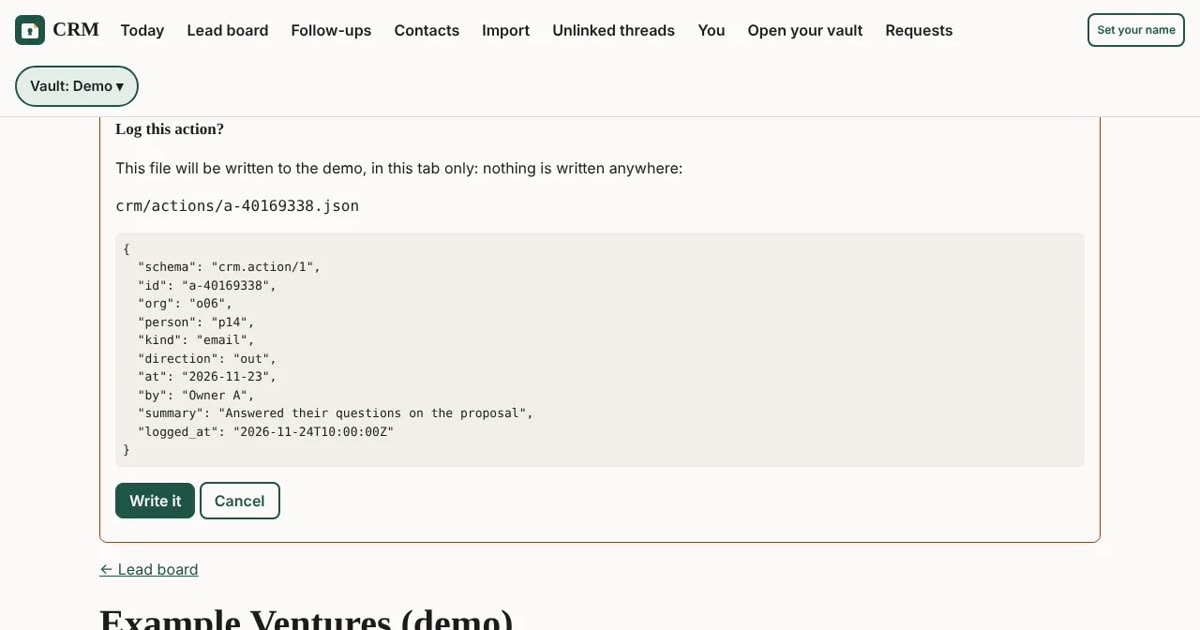 CRM Today Lead board Follow-ups Contacts Import Unlinked threads You Open your vault Requests Set your name
Vault: Demo ▾
Log this action?
This file will be written to the demo, in this tab only: nothing is written anywhere:
crm/actions/a-40169338.json
{
  "schema": "crm.action/1",
  "id": "a-40169338",
  "org": "o06",
  "person": "p14",
  "kind": "email",
  "direction": "out",
  "at": "2026-11-23",
  "by": "Owner A",
  "summary": "Answered their questions on the proposal",
  "logged_at": "2026-11-24T10:00:00Z"
}
Write it Cancel
← Lead board
Example Ventures (demo)